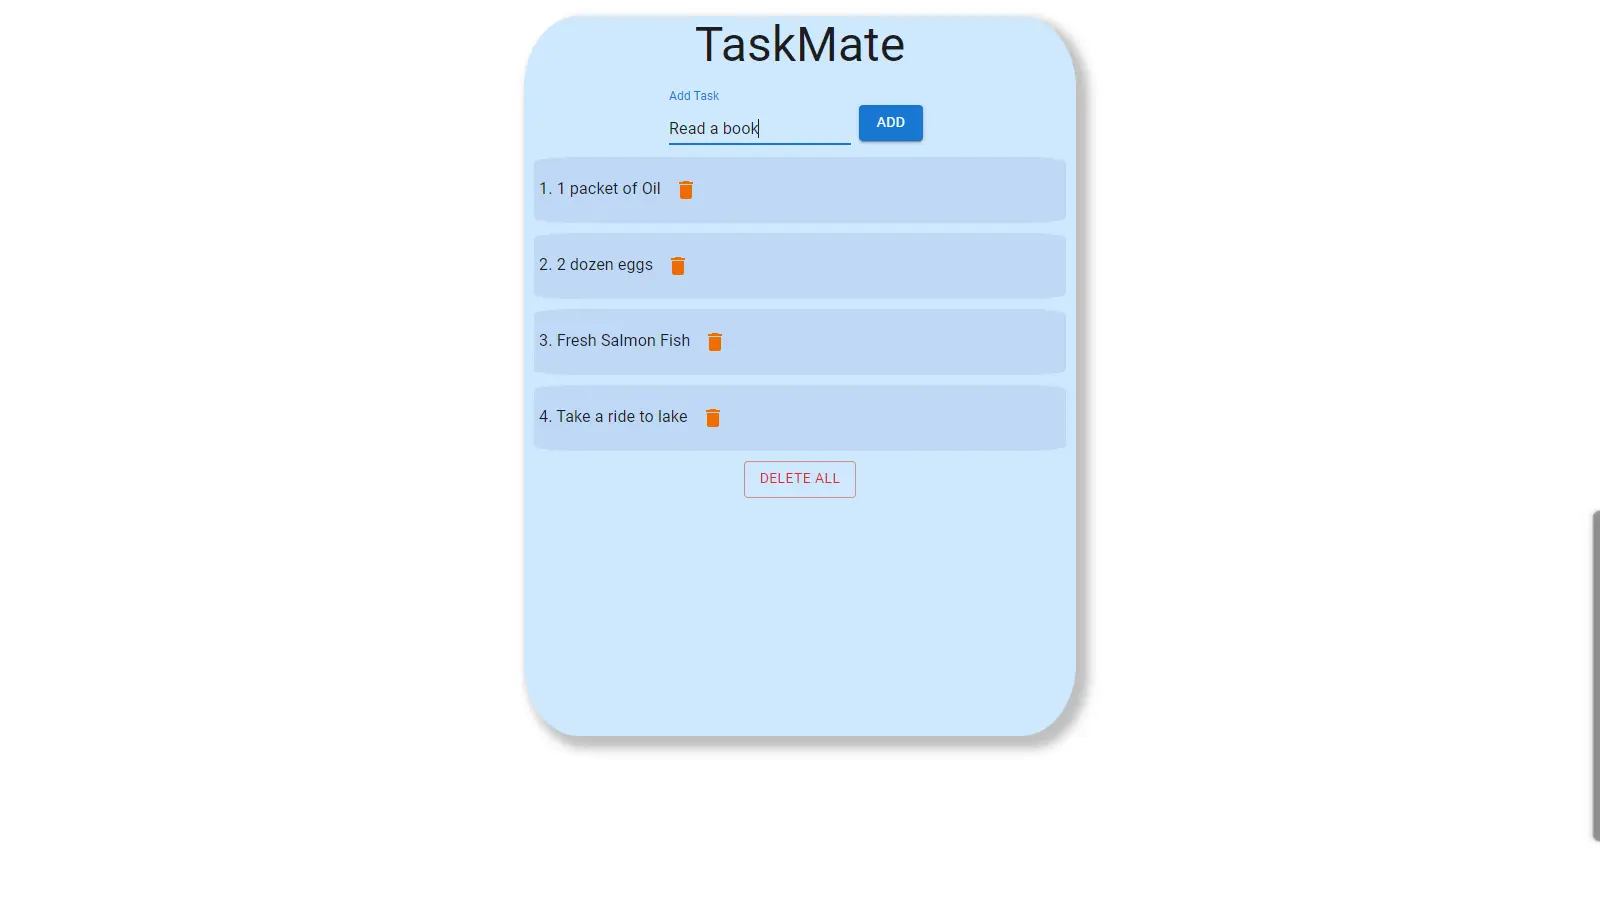 TaskMate
Add Task
Read a book
ADD
1. 1 packet of Oil
2. 2 dozen eggs
3. Fresh Salmon Fish
4. Take a ride to lake
DELETE ALL